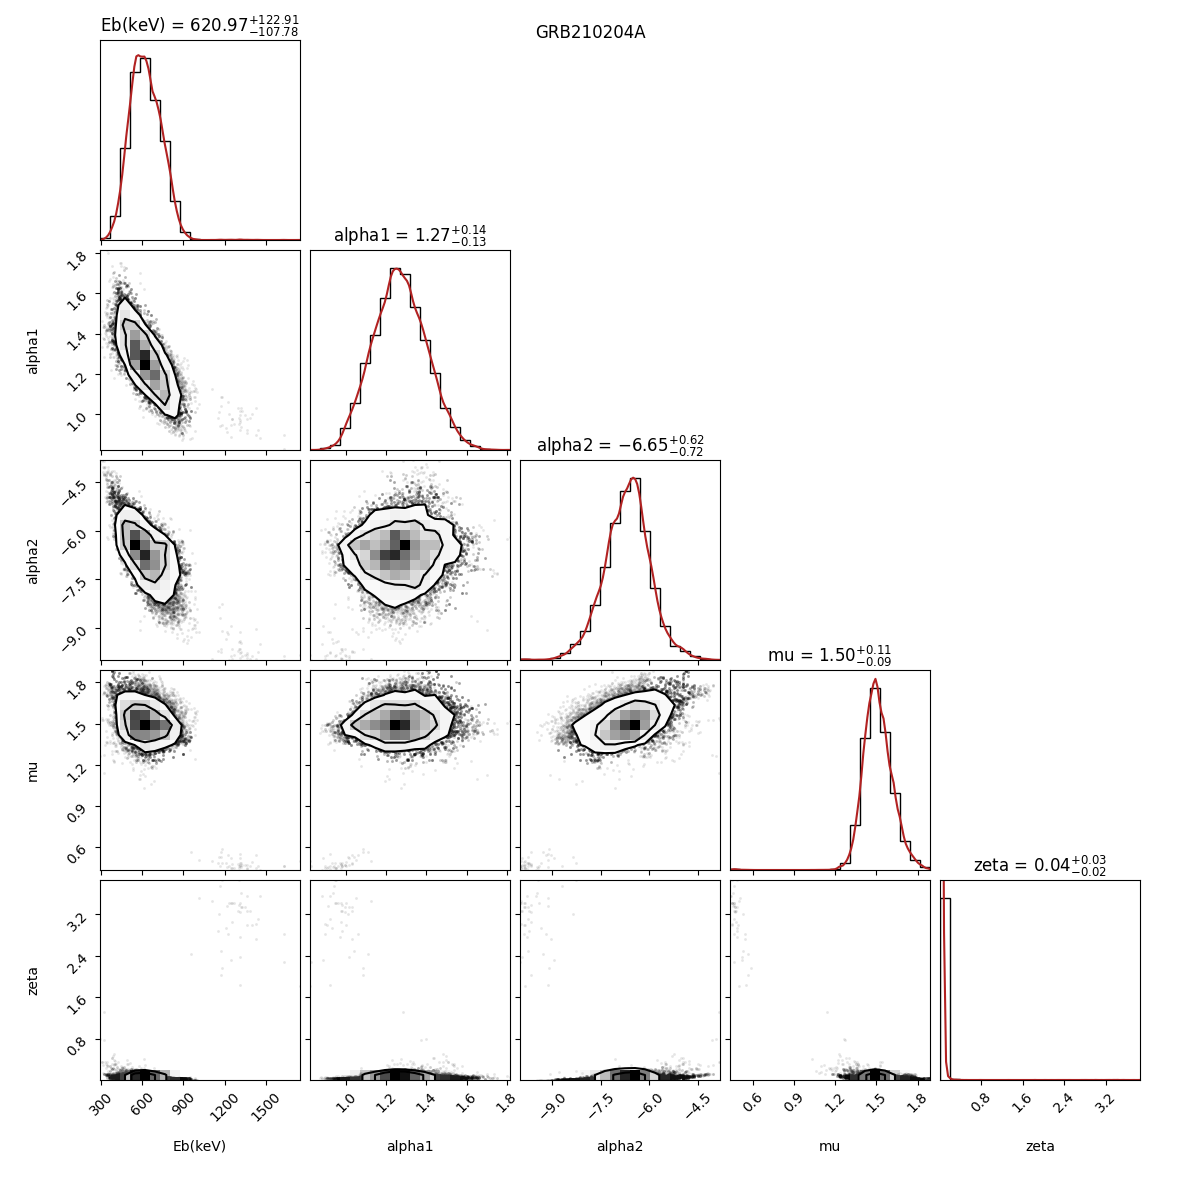 Eb(keV) = 620.97+122.91−107.78
GRB210204A
alpha1 = 1.27+0.14−0.13
1.8
1.6
1.4
1.2
1.0
alpha1
alpha2 = −6.65+0.62−0.72
−4.5
−6.0
−7.5
−9.0
alpha2
mu = 1.50+0.11−0.09
1.8
1.5
1.2
0.9
0.6
mu
zeta = 0.04+0.03−0.02
3.2
2.4
1.6
0.8
zeta
300 600 900 1200 1500
1.0 1.2 1.4 1.6 1.8
−9.0 −7.5 −6.0 −4.5
0.6 0.9 1.2 1.5 1.8
0.8 1.6 2.4 3.2
Eb(keV) alpha1 alpha2 mu zeta